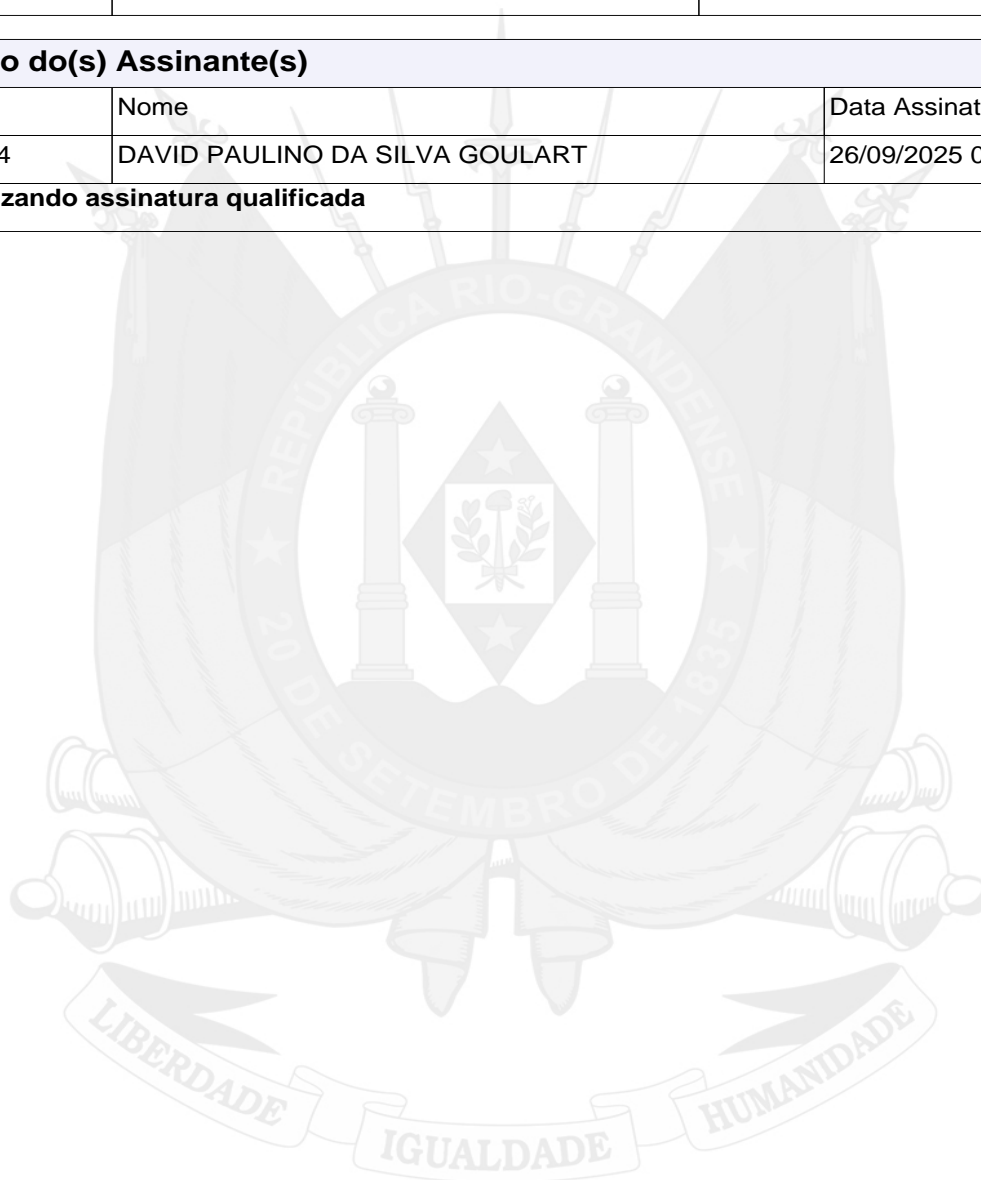 o do(s) Assinante(s)
Nome Data Assinat
4 DAVID PAULINO DA SILVA GOULART 26/09/2025 0
zando assinatura qualificada
REPÚBLICA RIO-GRANDENSE
20 DE SETEMBRO DE 1835
LIBERDADE IGUALDADE HUMANIDADE